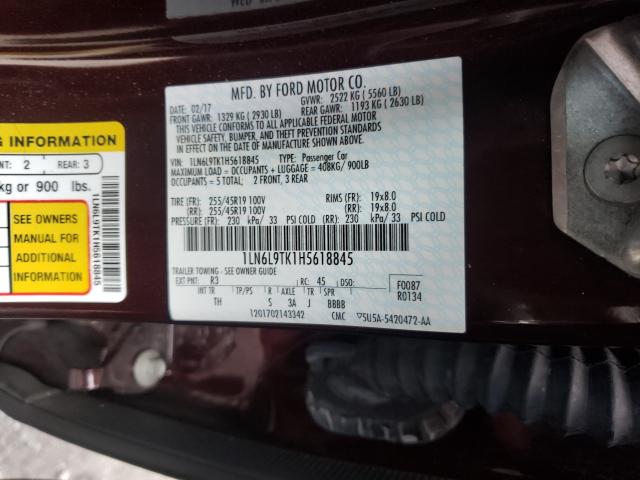 G INFORMATION
NT: 2 REAR: 3
kg or 900 lbs.
SEE OWNERS
MANUAL FOR
ADDITIONAL
INFORMATION
1LN6L9TK1H5618845
MFD. BY FORD MOTOR CO.
DATE: 02/17 GVWR: 2522 KG ( 5560 LB)
FRONT GAWR: 1329 KG ( 2930 LB) REAR GAWR: 1193 KG ( 2630 LB)
THIS VEHICLE CONFORMS TO ALL APPLICABLE FEDERAL MOTOR
VEHICLE SAFETY, BUMPER, AND THEFT PREVENTION STANDARDS
IN EFFECT ON THE DATE OF MANUFACTURE SHOWN ABOVE.
VIN: 1LN6L9TK1H5618845 TYPE: Passenger Car
MAXIMUM LOAD = OCCUPANTS + LUGGAGE = 408KG/ 900LB
OCCUPANTS = 5 TOTAL: 2 FRONT, 3 REAR
TIRE (FR): 255/45R19 100V RIMS (FR): 19x8.0
(RR): 255/45R19 100V (RR): 19x8.0
PRESSURE (FR): 230 kPa/ 33 PSI COLD (RR): 230 kPa/ 33 PSI COLD
1LN6L9TK1H5618845
TRAILER TOWING - SEE OWNER GUIDE
EXT PNT: R3 RC: 45 DSO: F0087
R0134
INT TR TP/PS R AXLE TR SPR
TH S 3A J BBBB
1201702143342 CMC ▽5U5A-5420472-AA